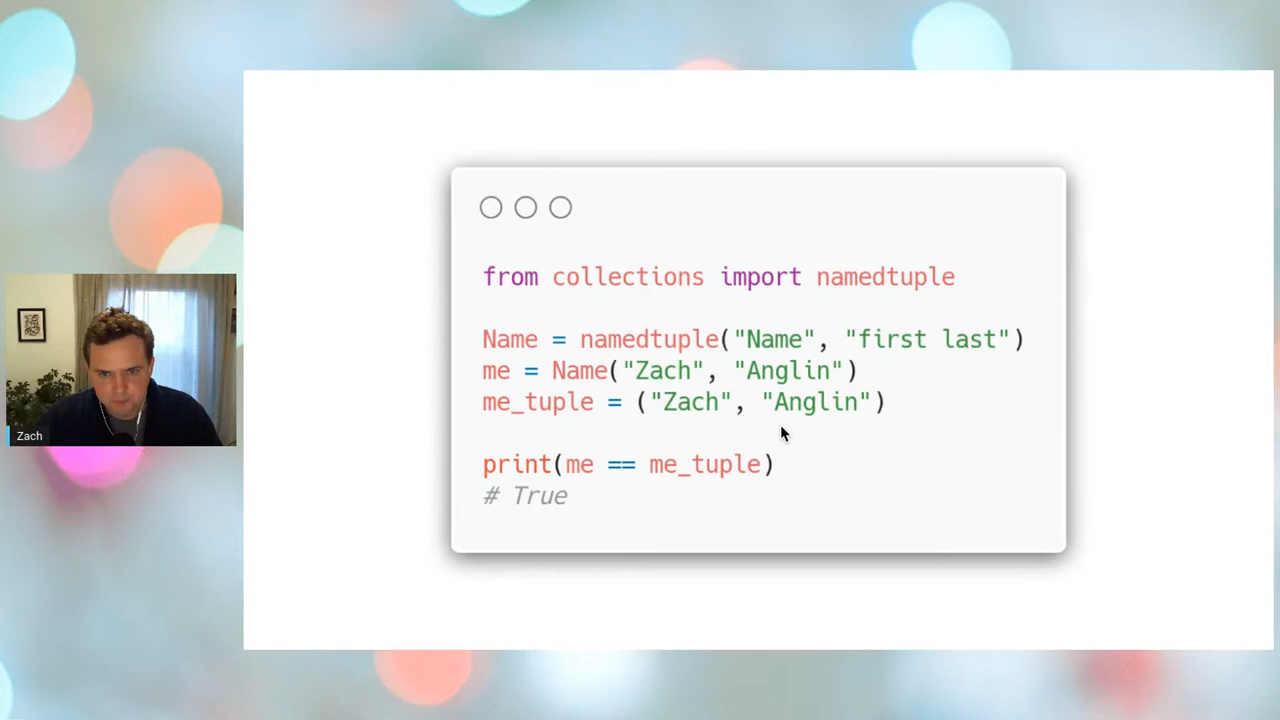 from collections import namedtuple
Name = namedtuple("Name", "first last")
me = Name("Zach", "Anglin")
me_tuple = ("Zach", "Anglin")
print(me == me_tuple)
# True
Zach